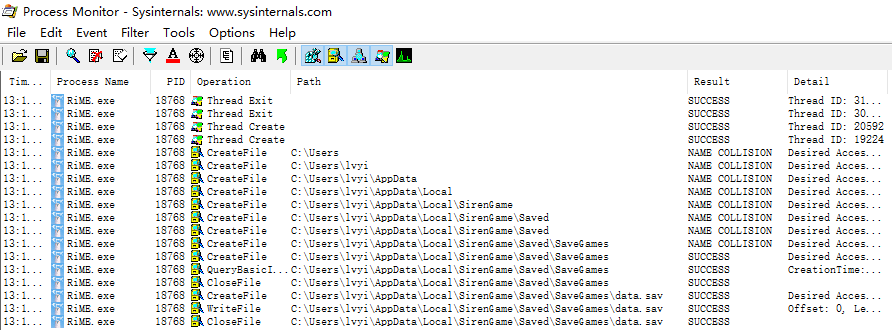 Process Monitor - Sysinternals: www.sysinternals.com
File Edit Event Filter Tools Options Help
Tim... Process Name PID Operation Path Result Detail
13:1... RiME.exe 18768 Thread Exit SUCCESS Thread ID: 31...
13:1... RiME.exe 18768 Thread Exit SUCCESS Thread ID: 30...
13:1... RiME.exe 18768 Thread Create SUCCESS Thread ID: 20592
13:1... RiME.exe 18768 Thread Create SUCCESS Thread ID: 19224
13:1... RiME.exe 18768 CreateFile C:\Users NAME COLLISION Desired Acces...
13:1... RiME.exe 18768 CreateFile C:\Users\lvyi NAME COLLISION Desired Acces...
13:1... RiME.exe 18768 CreateFile C:\Users\lvyi\AppData NAME COLLISION Desired Acces...
13:1... RiME.exe 18768 CreateFile C:\Users\lvyi\AppData\Local NAME COLLISION Desired Acces...
13:1... RiME.exe 18768 CreateFile C:\Users\lvyi\AppData\Local\SirenGame NAME COLLISION Desired Acces...
13:1... RiME.exe 18768 CreateFile C:\Users\lvyi\AppData\Local\SirenGame\Saved NAME COLLISION Desired Acces...
13:1... RiME.exe 18768 CreateFile C:\Users\lvyi\AppData\Local\SirenGame\Saved NAME COLLISION Desired Acces...
13:1... RiME.exe 18768 CreateFile C:\Users\lvyi\AppData\Local\SirenGame\Saved\SaveGames NAME COLLISION Desired Acces...
13:1... RiME.exe 18768 CreateFile C:\Users\lvyi\AppData\Local\SirenGame\Saved\SaveGames SUCCESS Desired Acces...
13:1... RiME.exe 18768 QueryBasicI... C:\Users\lvyi\AppData\Local\SirenGame\Saved\SaveGames SUCCESS CreationTime:...
13:1... RiME.exe 18768 CloseFile C:\Users\lvyi\AppData\Local\SirenGame\Saved\SaveGames SUCCESS
13:1... RiME.exe 18768 CreateFile C:\Users\lvyi\AppData\Local\SirenGame\Saved\SaveGames\data.sav SUCCESS Desired Acces...
13:1... RiME.exe 18768 WriteFile C:\Users\lvyi\AppData\Local\SirenGame\Saved\SaveGames\data.sav SUCCESS Offset: 0, Le...
13:1... RiME.exe 18768 CloseFile C:\Users\lvyi\AppData\Local\SirenGame\Saved\SaveGames\data.sav SUCCESS